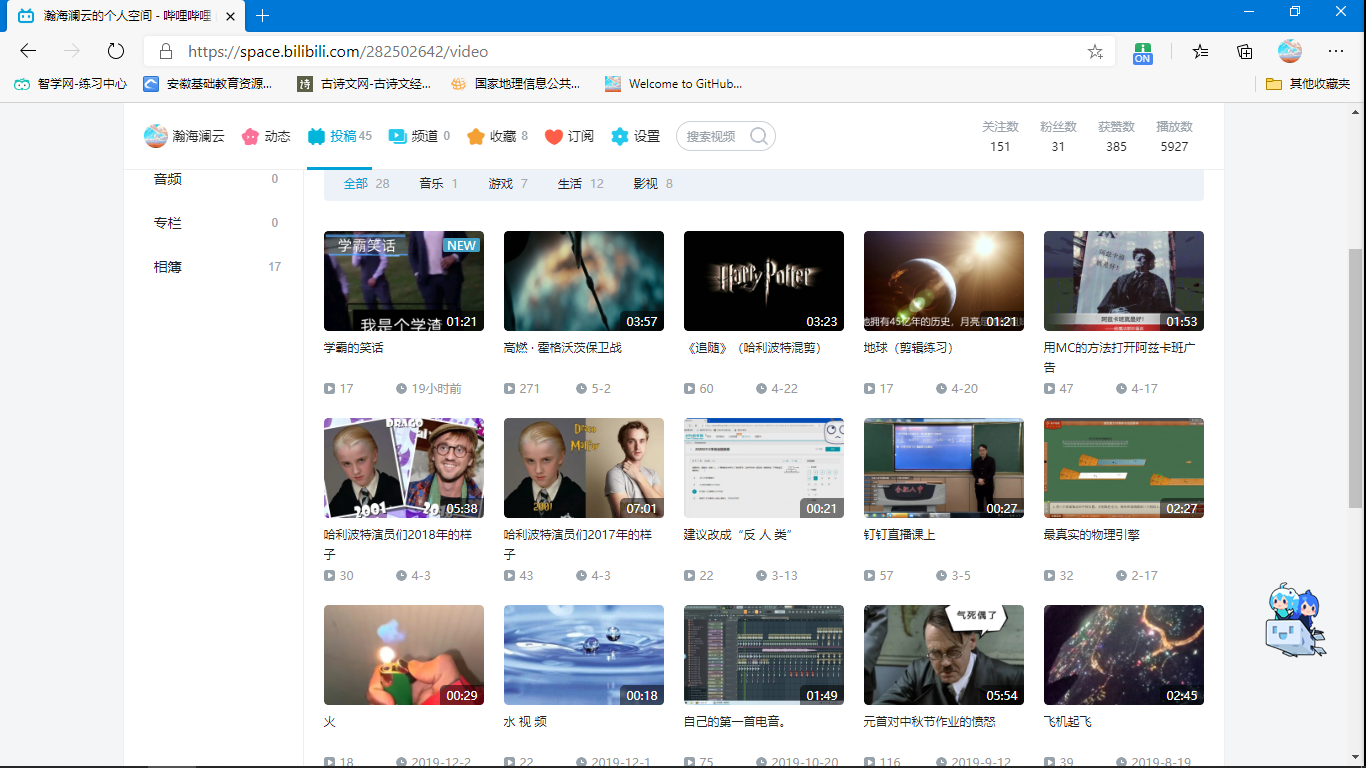 瀚海澜云的个人空间 - 哔哩哔哩
https://space.bilibili.com/282502642/video
ON
智学网-练习中心
安徽基础教育资源...
诗
古诗文网-古诗文经...
国家地理信息公共...
Welcome to GitHub...
其他收藏夹
瀚海澜云
动态
投稿 45
频道 0
收藏 8
订阅
设置
搜索视频
关注数 粉丝数 获赞数 播放数
151 31 385 5927
音频 0
专栏 0
相簿 17
全部 28 音乐 1 游戏 7 生活 12 影视 8
学霸笑话
NEW
我是个学渣
01:21
学霸的笑话
17 19小时前
03:57
高燃 · 霍格沃茨保卫战
271 5-2
Harry Potter
03:23
《追随》（哈利波特混剪）
60 4-22
01:21
地球（剪辑练习）
17 4-20
阿兹卡班
就是好!
阿兹卡班就是好!
01:53
用MC的方法打开阿兹卡班广
告
47 4-17
DRACO
2001
05:38
哈利波特演员们2018年的样
子
30 4-3
Draco
Malfoy
2001
07:01
哈利波特演员们2017年的样
子
43 4-3
00:21
建议改成“反 人 类”
22 3-13
00:27
钉钉直播课上
57 3-5
02:27
最真实的物理引擎
32 2-17
00:29
火
18 2019-12-2
00:18
水 视 频
22 2019-12-1
01:49
自己的第一首电音。
75 2019-10-20
气死偶了
05:54
元首对中秋节作业的愤怒
116 2019-9-12
02:45
飞机起飞
39 2019-8-19